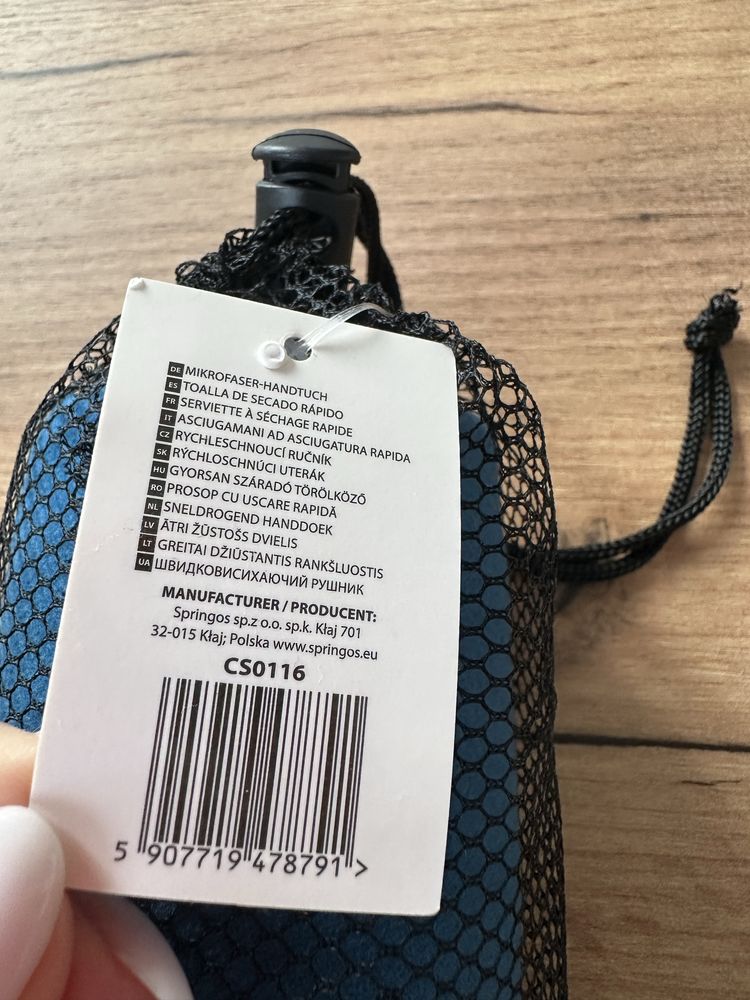 DE MIKROFASER-HANDTUCH
ES TOALLA DE SECADO RÁPIDO
FR SERVIETTE À SÉCHAGE RAPIDE
IT ASCIUGAMANI AD ASCIUGATURA RAPIDA
CZ RYCHLESCHNOUCÍ RUČNÍK
SK RÝCHLOSCHNÚCI UTERÁK
HU GYORSAN SZÁRADÓ TÖRÖLKÖZŐ
RO PROSOP CU USCARE RAPIDĂ
NL SNELDROGEND HANDDOEK
LV ĀTRI ŽŪSTOŠS DVIELIS
LT GREITAI DŽIŪSTANTIS RANKŠLUOSTIS
UA ШВИДКОВИСИХАЮЧИЙ РУШНИК
MANUFACTURER / PRODUCENT:
Springos sp.z o.o. sp.k. Kłaj 701
32-015 Kłaj; Polska www.springos.eu
CS0116
5 907719 478791 >